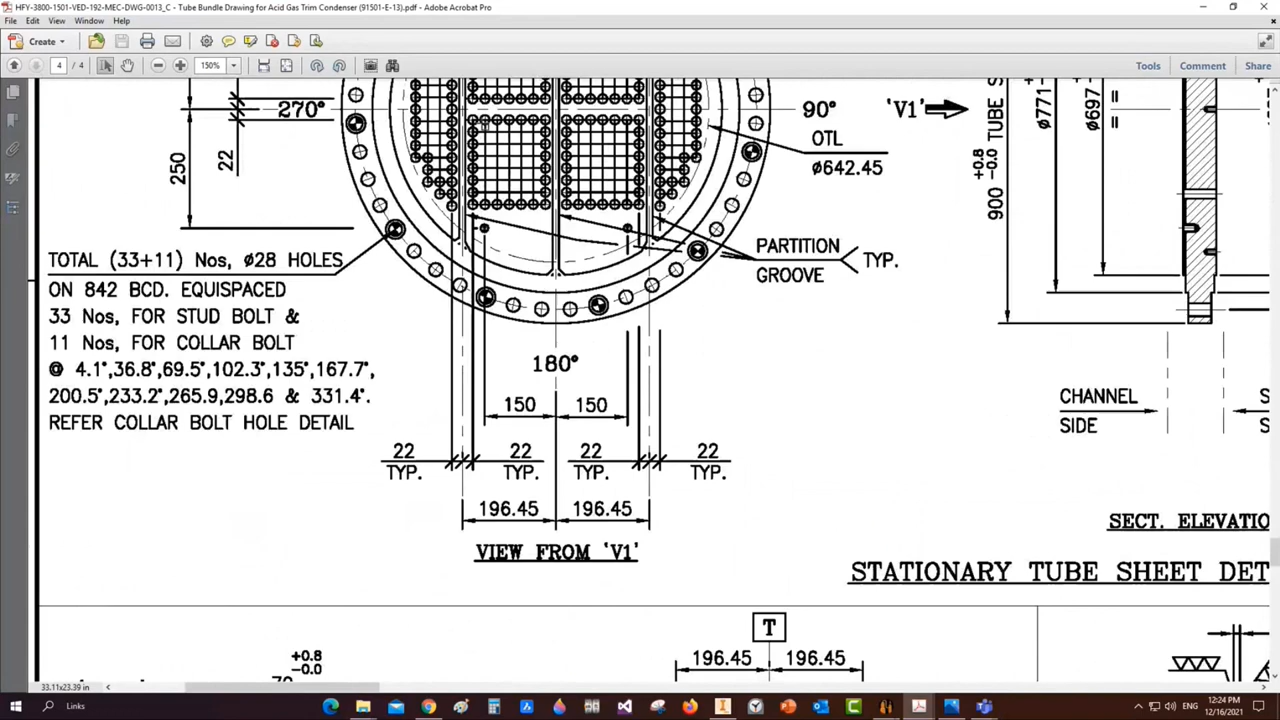 HFY-3800-1501-VED-192-MEC-DWG-0013_C - Tube Bundle Drawing for Acid Gas Trim Condenser (91501-E-13).pdf - Adobe Acrobat Pro
File Edit View Window Help
Create
4 / 4 150% Tools Comment Share
270° 90° 'V1'
OTL
Ø642.45
250
22
900 +0.8 -0.0 TUBE S
Ø771
Ø697
TOTAL (33+11) Nos, Ø28 HOLES
ON 842 BCD. EQUISPACED
33 Nos, FOR STUD BOLT &
11 Nos, FOR COLLAR BOLT
@ 4.1°,36.8°,69.5°,102.3°,135°,167.7°,
200.5°,233.2°,265.9,298.6 & 331.4°.
REFER COLLAR BOLT HOLE DETAIL
PARTITION
GROOVE
TYP.
180°
150 150
22 22 22 22
TYP. TYP. TYP. TYP.
196.45 196.45
VIEW FROM 'V1'
CHANNEL
SIDE
S
S
SECT. ELEVATIO
STATIONARY TUBE SHEET DET
T
196.45 196.45
+0.8
-0.0
33.11x23.39 in
Links
ENG
12:24 PM
12/16/2021